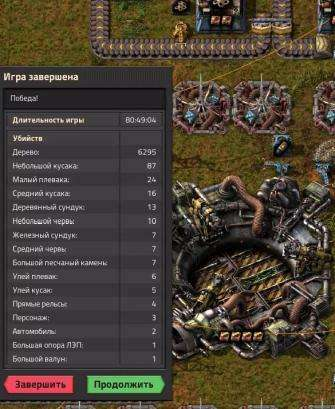 Игра завершена
Победа!
Длительность игры 80:49:04
Убийств
Дерево: 6295
Небольшой кусака: 87
Малый плевака: 24
Средний кусака: 16
Деревянный сундук: 13
Небольшой червь: 10
Железный сундук: 7
Средний червь: 7
Большой песчаный камень: 7
Улей плевак: 6
Улей кусак: 5
Прямые рельсы: 4
Персонаж: 3
Автомобиль: 2
Большая опора ЛЭП: 1
Большой валун: 1
Завершить Продолжить